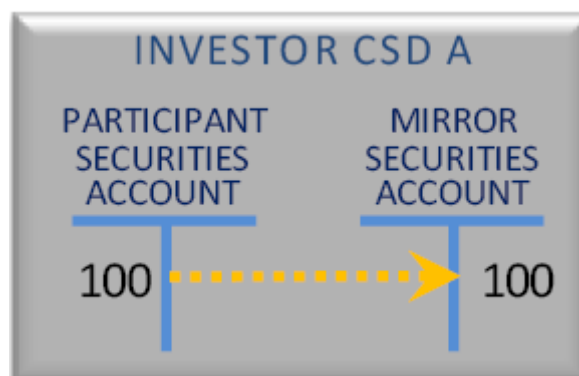 INVESTOR CSD A
PARTICIPANT
SECURITIES
ACCOUNT
MIRROR
SECURITIES
ACCOUNT
100
100